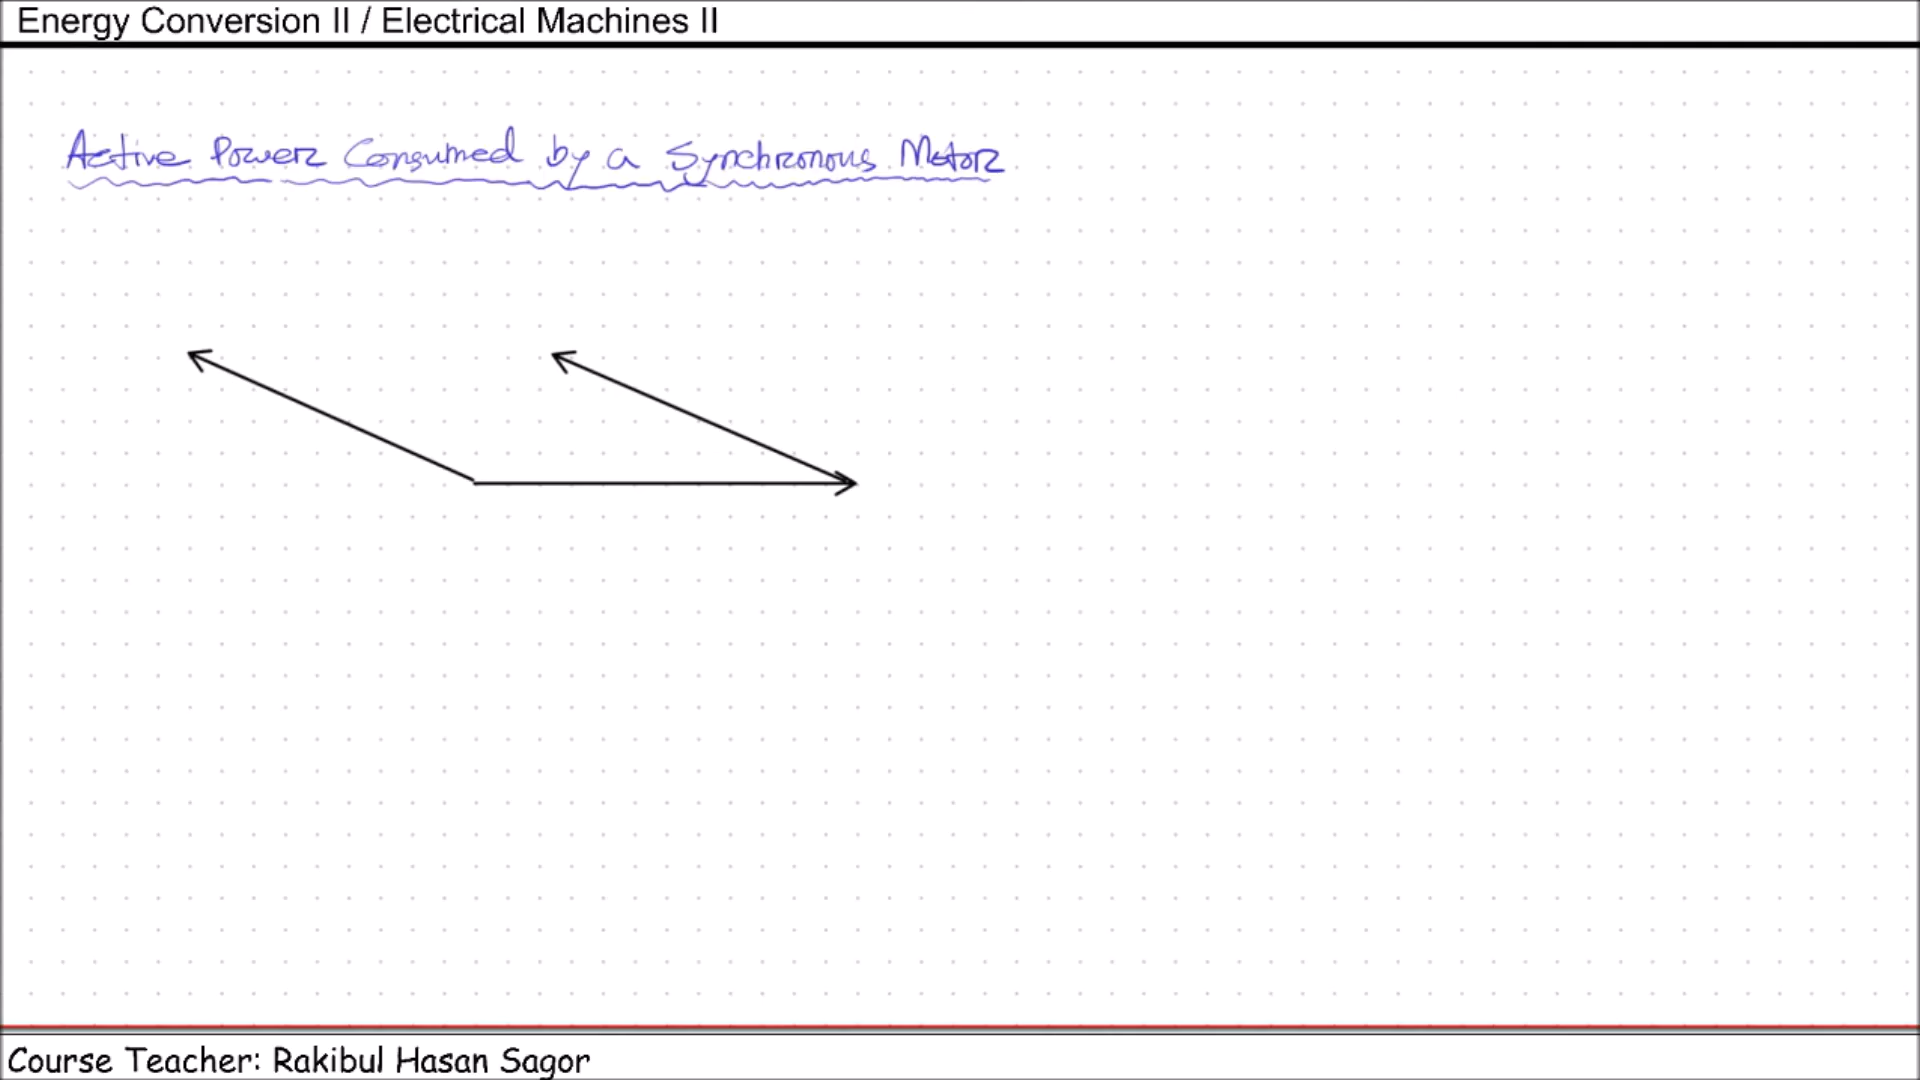 Energy Conversion II / Electrical Machines II
Active Power Consumed by a Synchronous Motor
Course Teacher: Rakibul Hasan Sagor